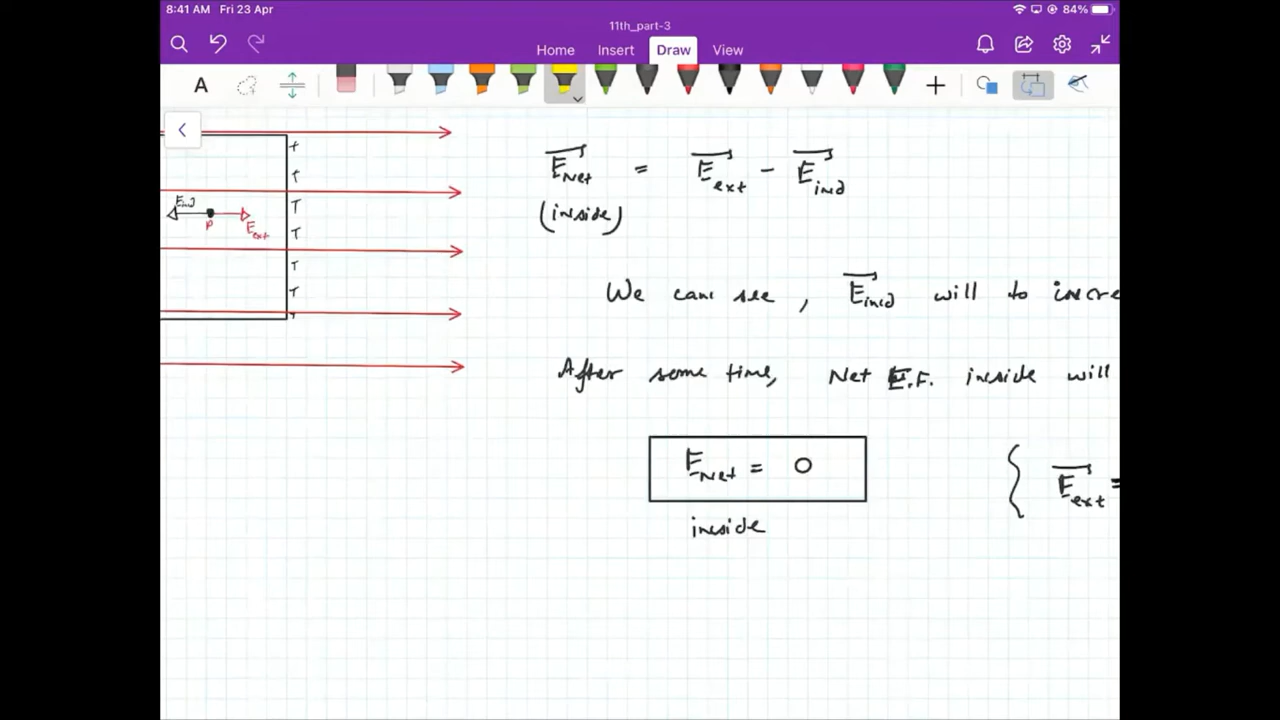 8:41 AM Fri 23 Apr 84%
11th_part-3
Home Insert Draw View
A
E_Net = E_ext - E_ind
(inside)
E_ind
P
E_ext
We can see, E_ind will to incre
After some time, Net E.F. inside will
E_Net = 0
E_ext =
inside